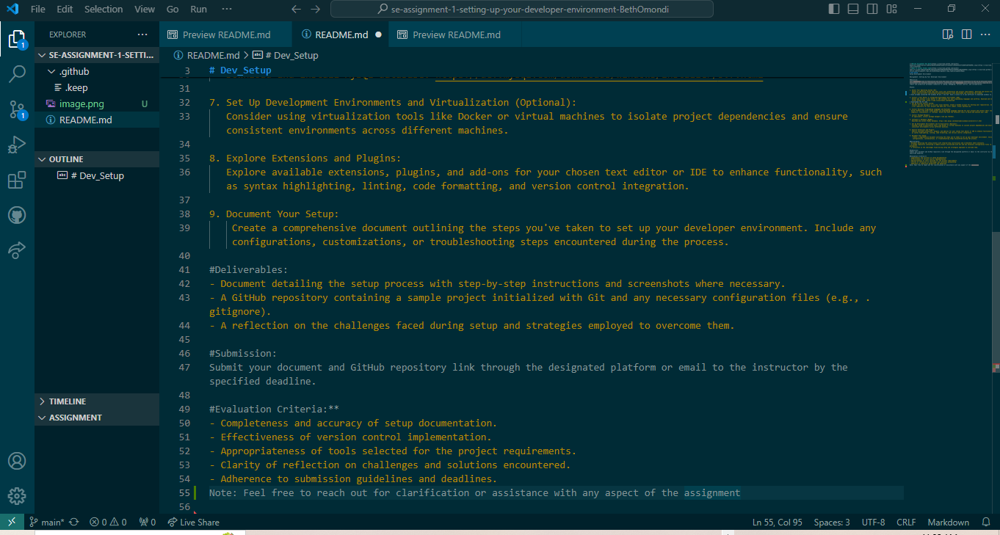 File Edit Selection View Go Run ···
se-assignment-1-setting-up-your-developer-environment-BethOmondi
EXPLORER ···
Preview README.md
README.md
Preview README.md
1
SE-ASSIGNMENT-1-SETTI...
.github
.keep
image.png U
README.md
OUTLINE
# Dev_Setup
TIMELINE
ASSIGNMENT
1
README.md > # Dev_Setup
3 # Dev_Setup
31
32 7. Set Up Development Environments and Virtualization (Optional):
33 Consider using virtualization tools like Docker or virtual machines to isolate project dependencies and ensure
consistent environments across different machines.
34
35 8. Explore Extensions and Plugins:
36 Explore available extensions, plugins, and add-ons for your chosen text editor or IDE to enhance functionality, such
as syntax highlighting, linting, code formatting, and version control integration.
37
38 9. Document Your Setup:
39 Create a comprehensive document outlining the steps you've taken to set up your developer environment. Include any
configurations, customizations, or troubleshooting steps encountered during the process.
40
41 #Deliverables:
42 - Document detailing the setup process with step-by-step instructions and screenshots where necessary.
43 - A GitHub repository containing a sample project initialized with Git and any necessary configuration files (e.g., .
gitignore).
44 - A reflection on the challenges faced during setup and strategies employed to overcome them.
45
46 #Submission:
47 Submit your document and GitHub repository link through the designated platform or email to the instructor by the
specified deadline.
48
49 #Evaluation Criteria:**
50 - Completeness and accuracy of setup documentation.
51 - Effectiveness of version control implementation.
52 - Appropriateness of tools selected for the project requirements.
53 - Clarity of reflection on challenges and solutions encountered.
54 - Adherence to submission guidelines and deadlines.
55 Note: Feel free to reach out for clarification or assistance with any aspect of the assignment
56
main* 0 0 0 Live Share
Ln 55, Col 95 Spaces: 3 UTF-8 CRLF Markdown